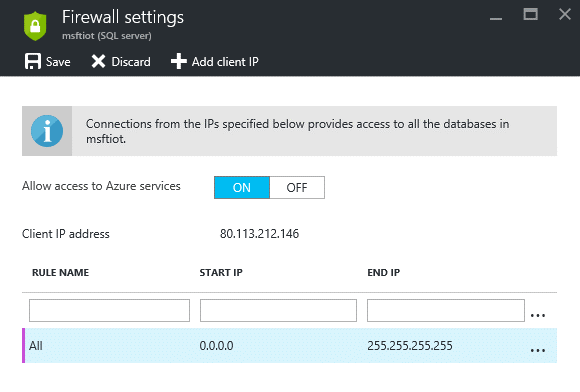 Firewall settings
msftiot (SQL server)
Save Discard Add client IP
Connections from the IPs specified below provides access to all the databases in
msftiot.
Allow access to Azure services ON OFF
Client IP address 80.113.212.146
RULE NAME START IP END IP
...
All 0.0.0.0 255.255.255.255 ...